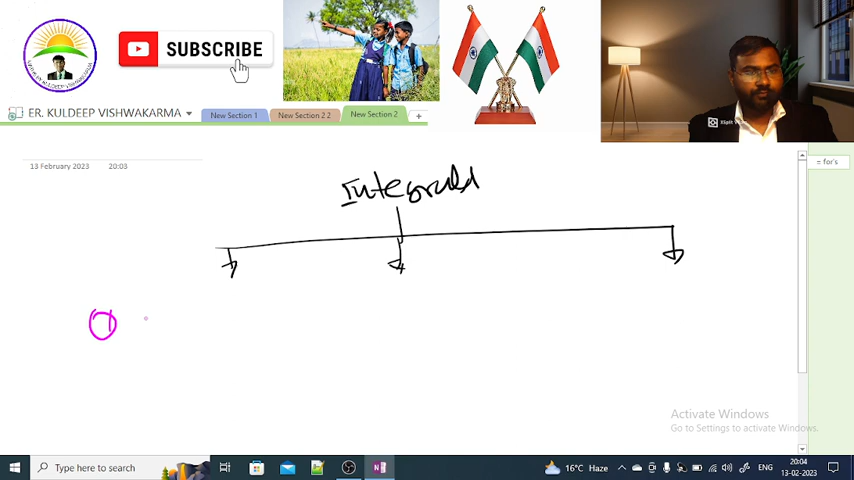 SUBSCRIBE
ER. KULDEEP VISHWAKARMA
New Section 1
New Section 2 2
New Section 2
+
= for's
13 February 2023
20:03
Activate Windows
Go to Settings to activate Windows.
Type here to search
16°C Haze
ENG
20:04
13-02-2023